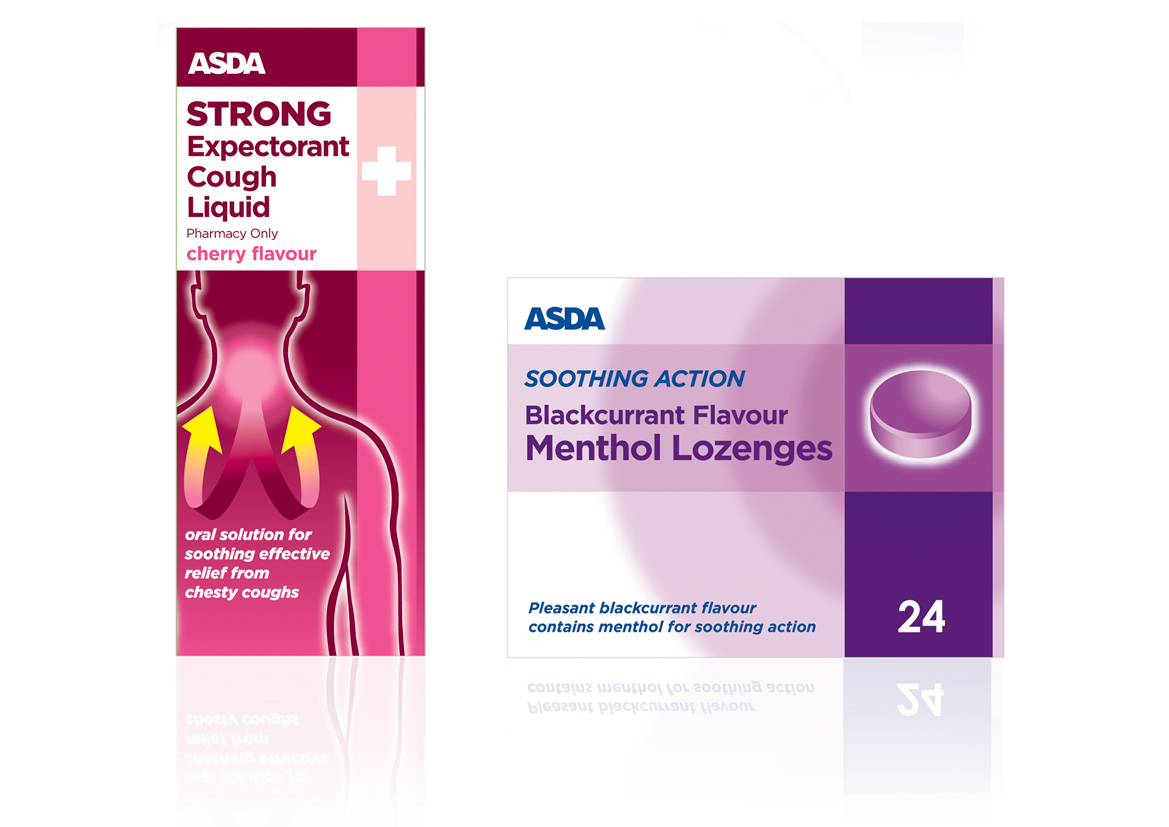 ASDA
STRONG
Expectorant
Cough
Liquid
Pharmacy Only
cherry flavour
oral solution for
soothing effective
relief from
chesty coughs
ASDA
SOOTHING ACTION
Blackcurrant Flavour
Menthol Lozenges
Pleasant blackcurrant flavour
contains menthol for soothing action
24